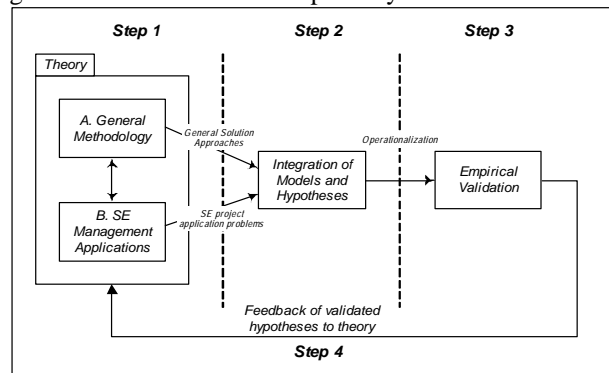 Step 1
Step 2
Step 3
Theory
A. General
Methodology
General Solution
Approaches
Operationalization
Integration of
Models and
Hypotheses
Empirical
Validation
B. SE
Management
Applications
SE project
application problems
Feedback of validated
hypotheses to theory
Step 4